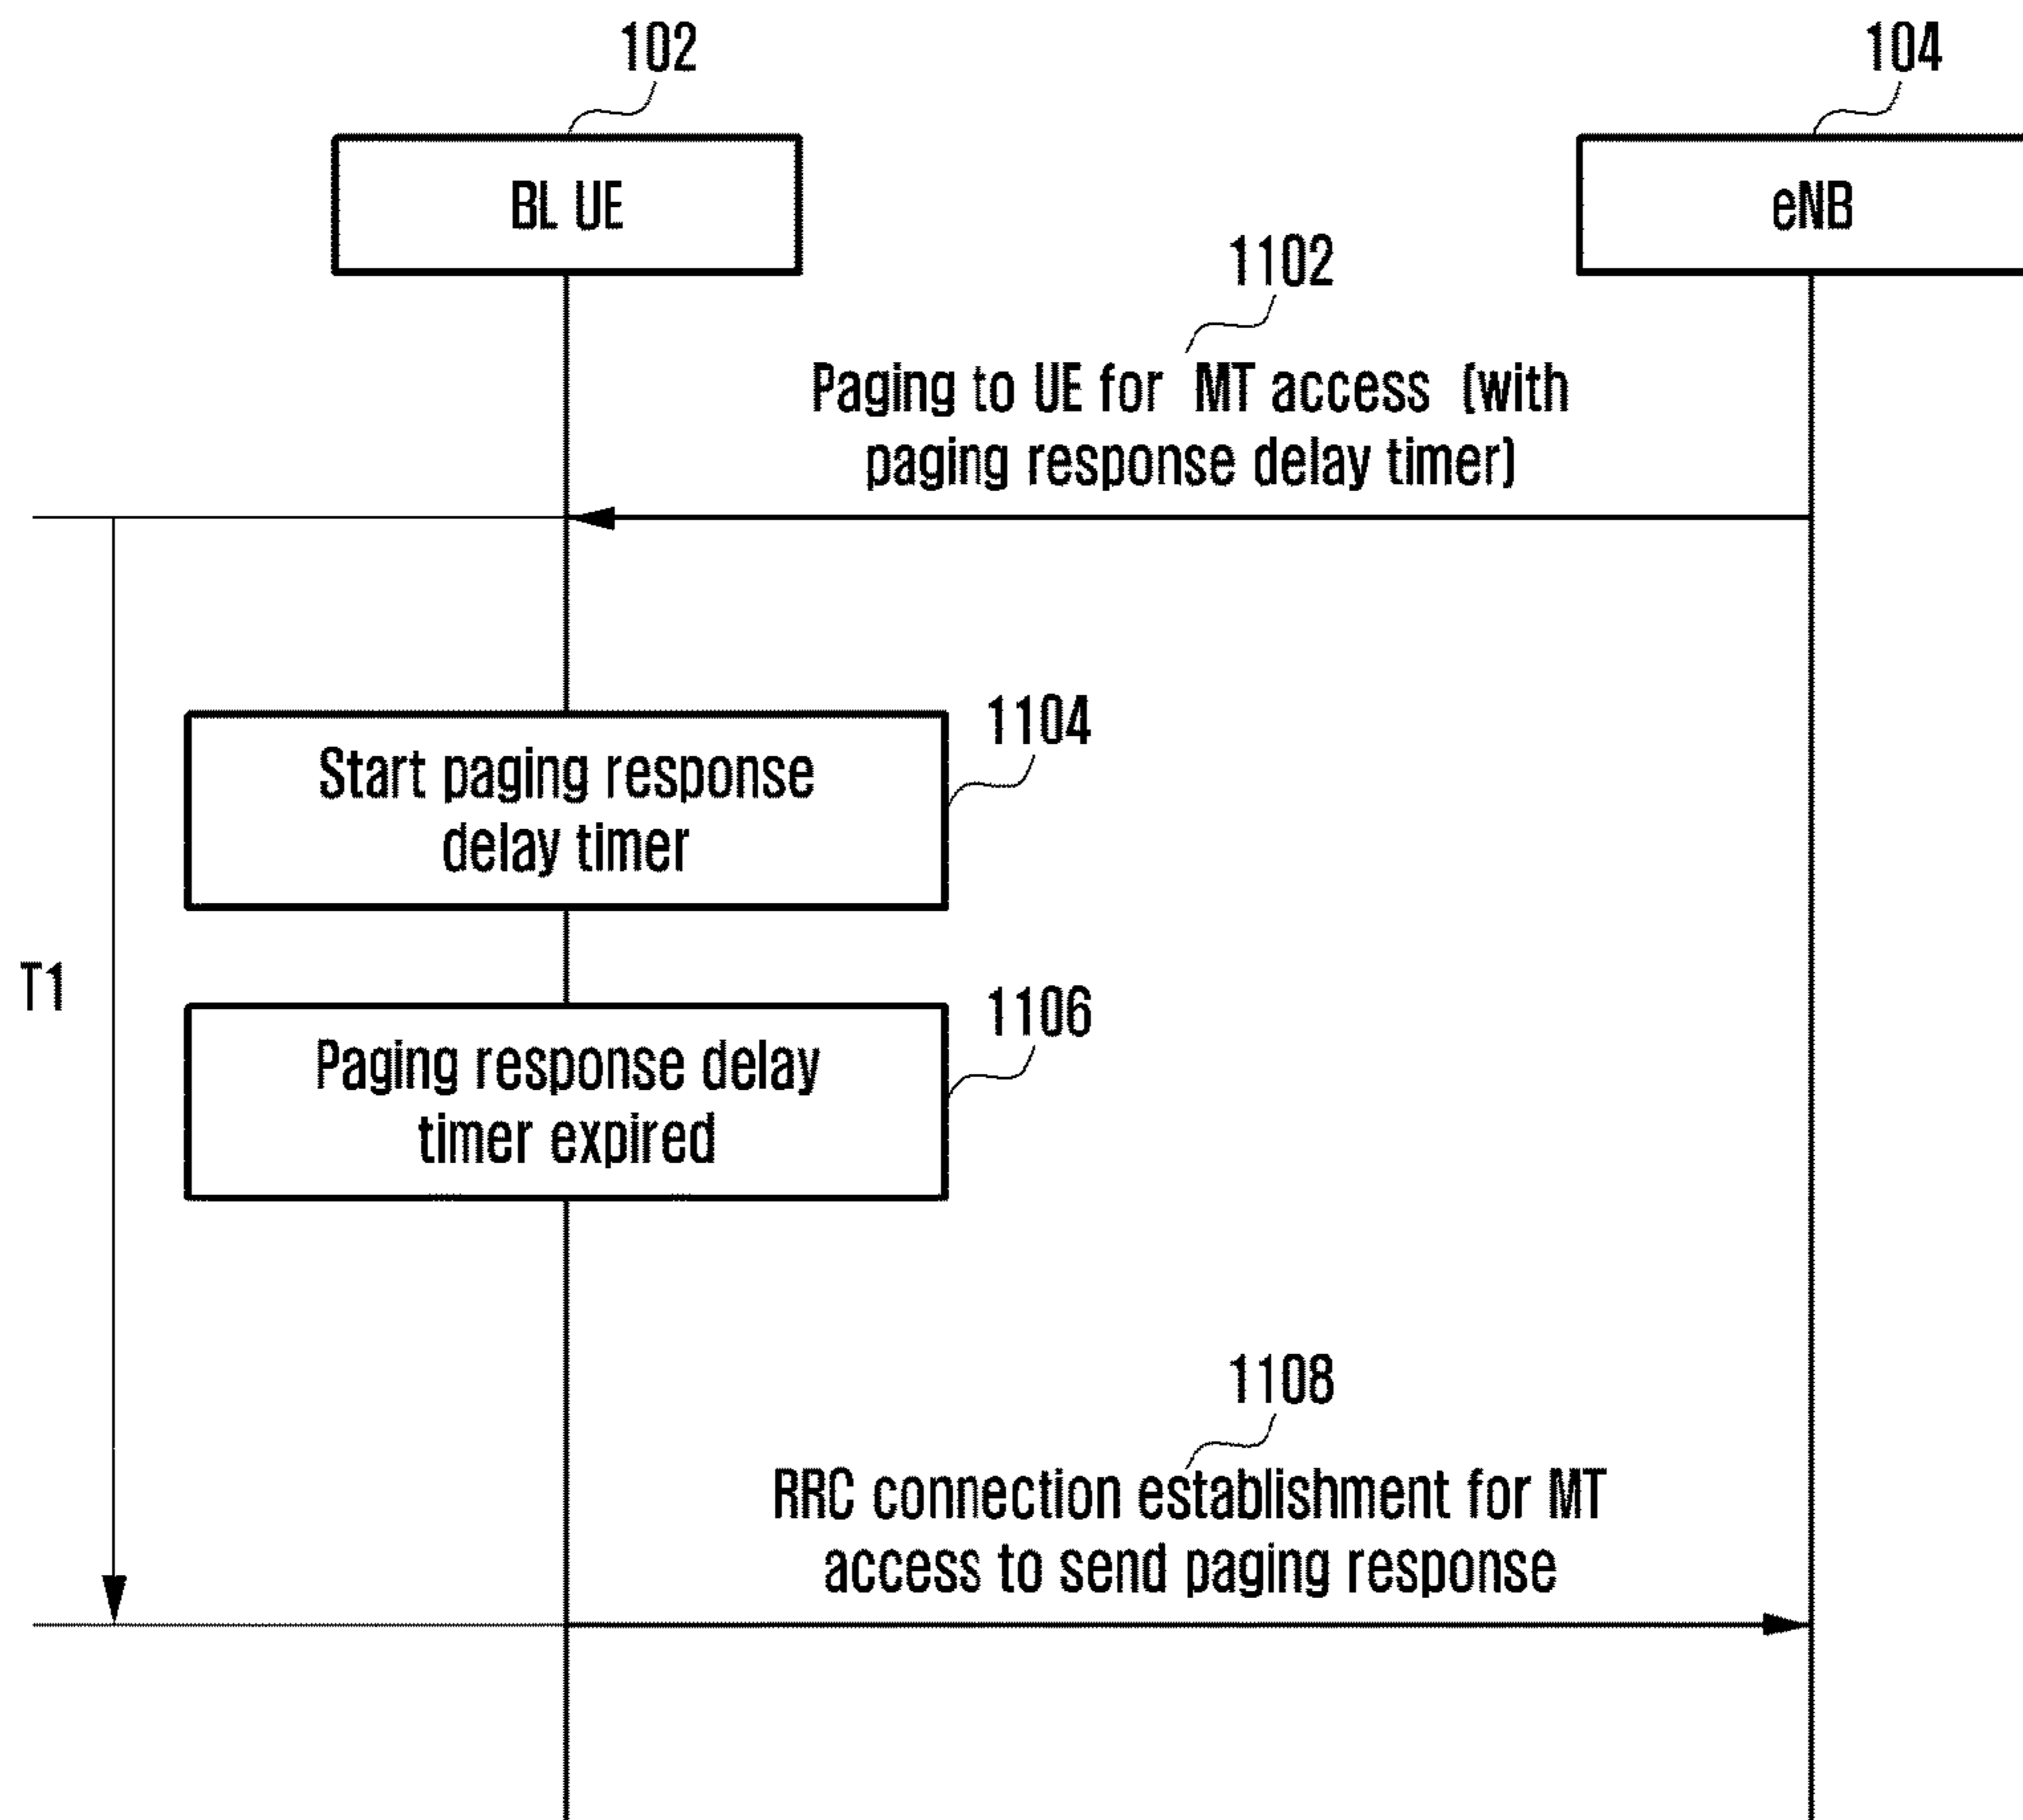 102
104
BL UE
eNB
1102
Paging to UE for MT access (with
paging response delay timer)
1104
Start paging response
delay timer
T1
1106
Paging response delay
timer expired
1108
RRC connection establishment for MT
access to send paging response